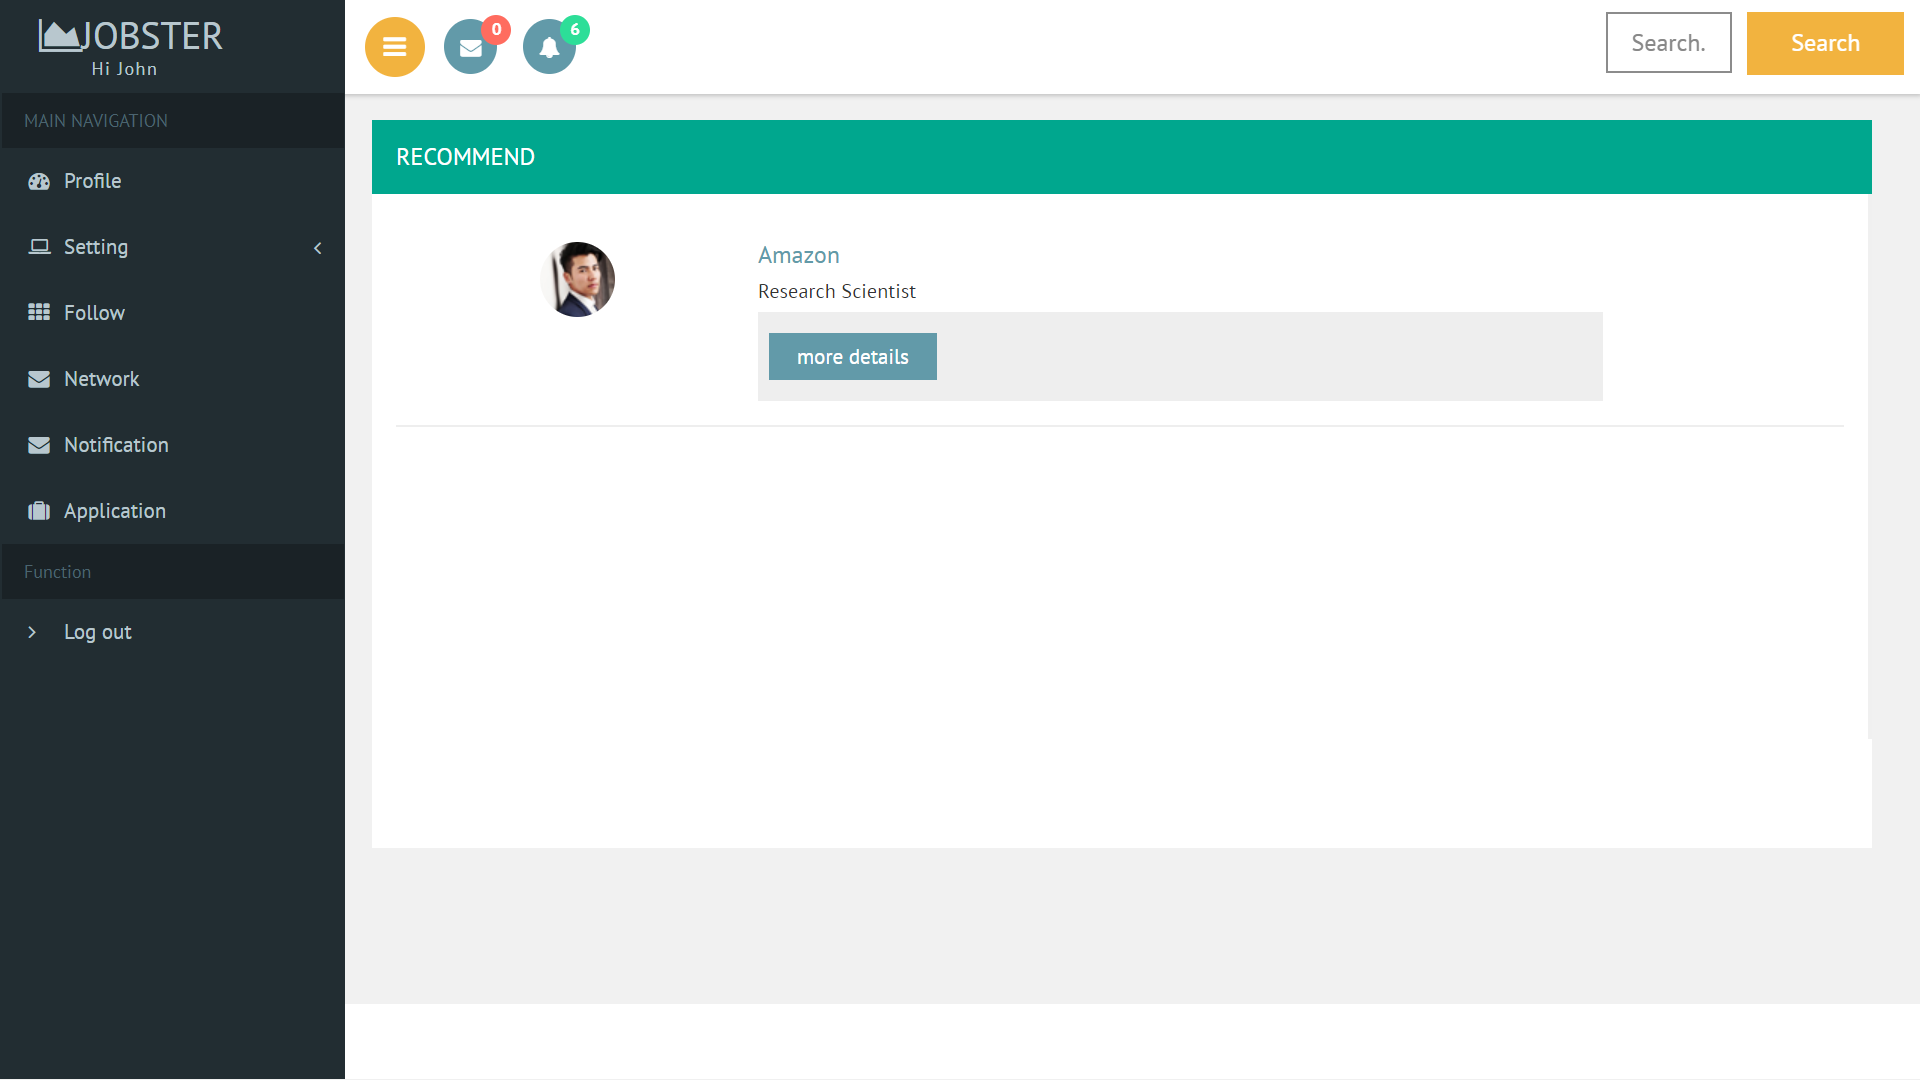 JOBSTER
Hi John
MAIN NAVIGATION
Profile
Setting
Follow
Network
Notification
Application
Function
Log out
0
6
Search.
Search
RECOMMEND
Amazon
Research Scientist
more details